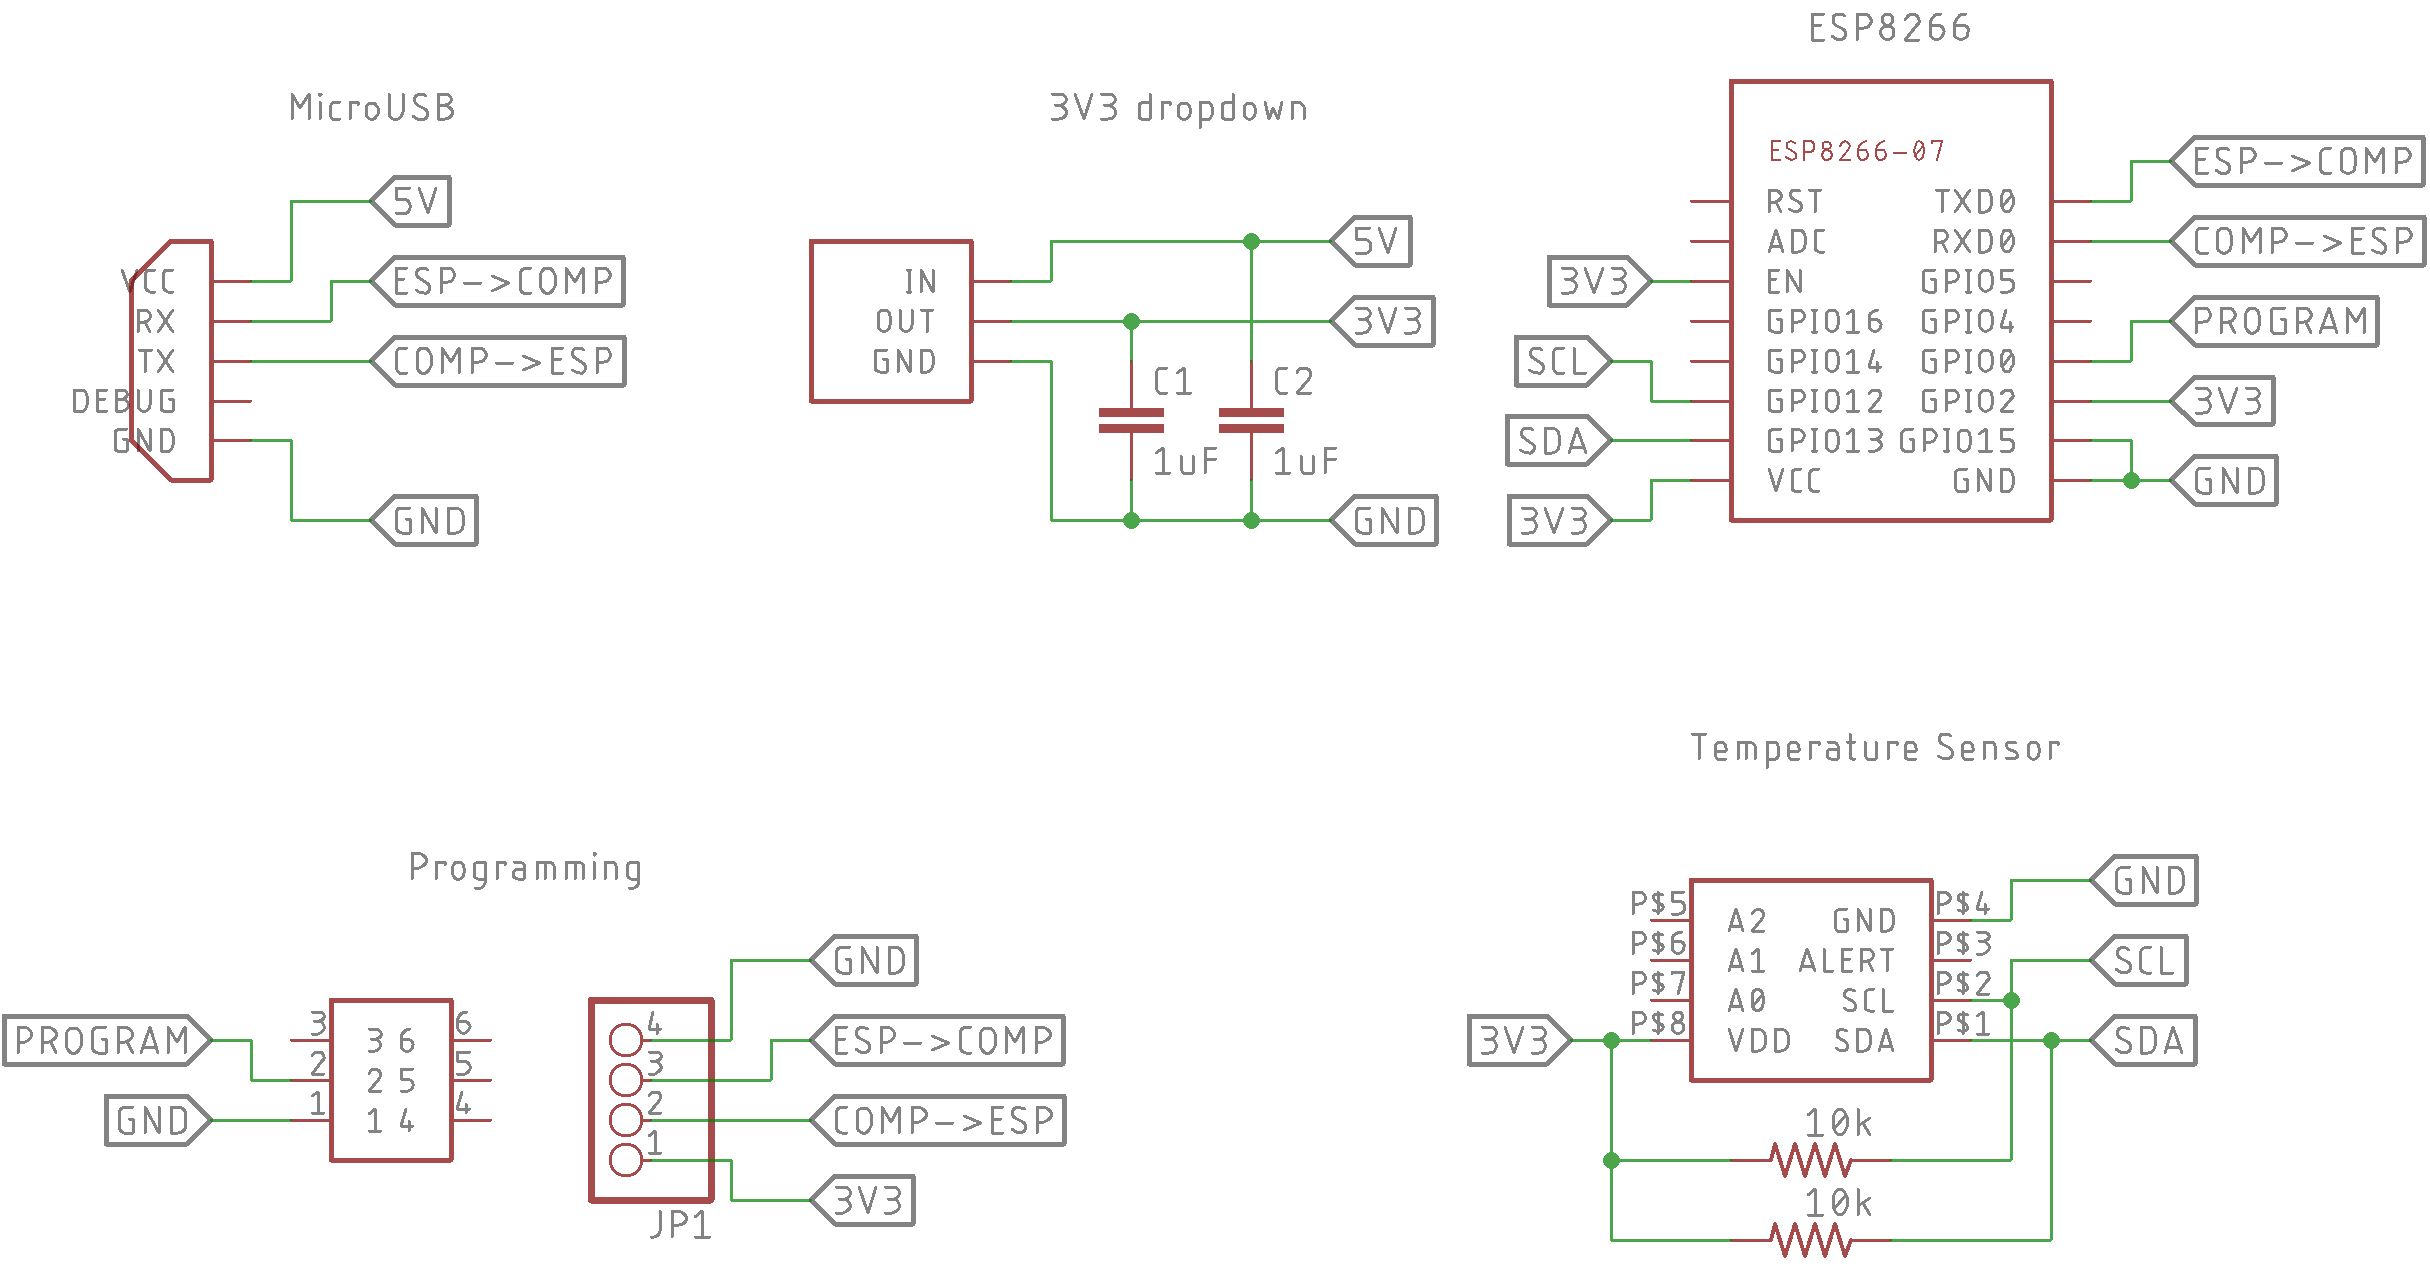 MicroUSB
VCC
RX
TX
DEBUG
GND
5V
ESP->COMP
COMP->ESP
GND
3V3 dropdown
IN
OUT
GND
5V
3V3
C1
1uF
C2
1uF
GND
ESP8266
ESP8266-07
RST TXD0
ADC RXD0
EN GPIO5
GPIO16 GPIO4
GPIO14 GPIO0
GPIO12 GPIO2
GPIO13 GPIO15
VCC GND
3V3
SCL
SDA
3V3
ESP->COMP
COMP->ESP
PROGRAM
3V3
GND
Programming
PROGRAM
GND
3 3 6 6
2 2 5 5
1 1 4 4
4
3
2
1
JP1
GND
ESP->COMP
COMP->ESP
3V3
Temperature Sensor
P$5 A2 GND P$4
P$6 A1 ALERT P$3
P$7 A0 SCL P$2
P$8 VDD SDA P$1
3V3
GND
SCL
SDA
10k
10k